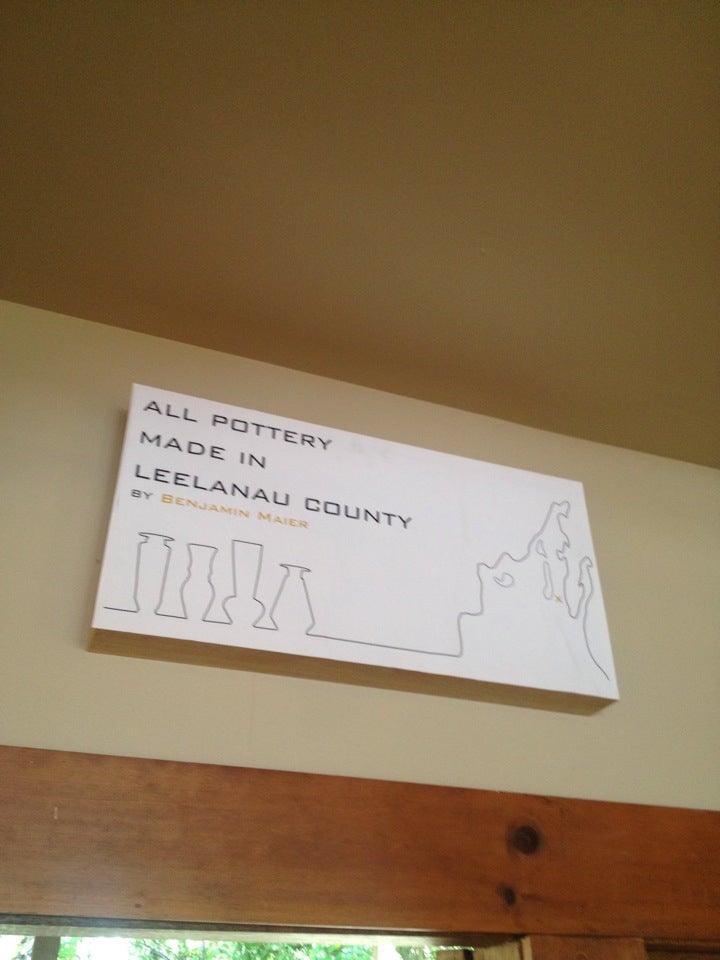 ALL POTTERY
MADE IN
LEELANAU COUNTY
BY BENJAMIN MAIER